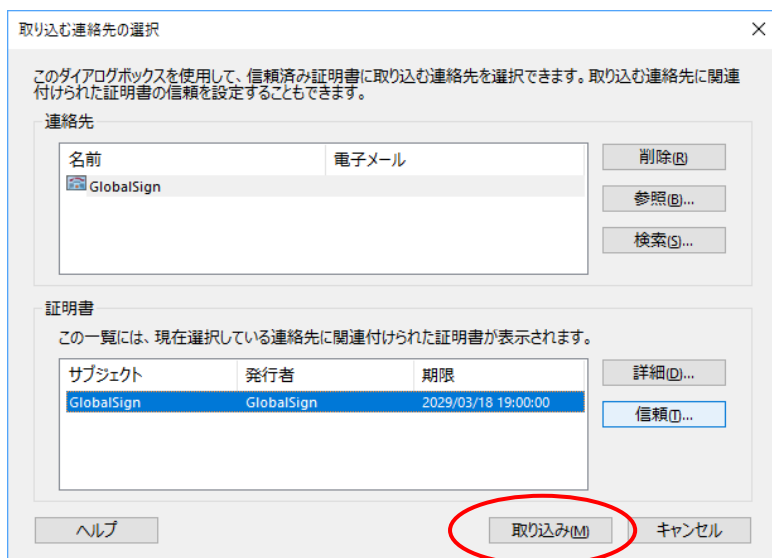 取り込む連絡先の選択
このダイアログボックスを使用して、信頼済み証明書に取り込む連絡先を選択できます。取り込む連絡先に関連
付けられた証明書の信頼を設定することもできます。
連絡先
名前 電子メール
GlobalSign
削除(R)
参照(B)...
検索(S)...
証明書
この一覧には、現在選択している連絡先に関連付けられた証明書が表示されます。
サブジェクト 発行者 期限
GlobalSign GlobalSign 2029/03/18 19:00:00
詳細(D)...
信頼(T)...
ヘルプ 取り込み(M) キャンセル